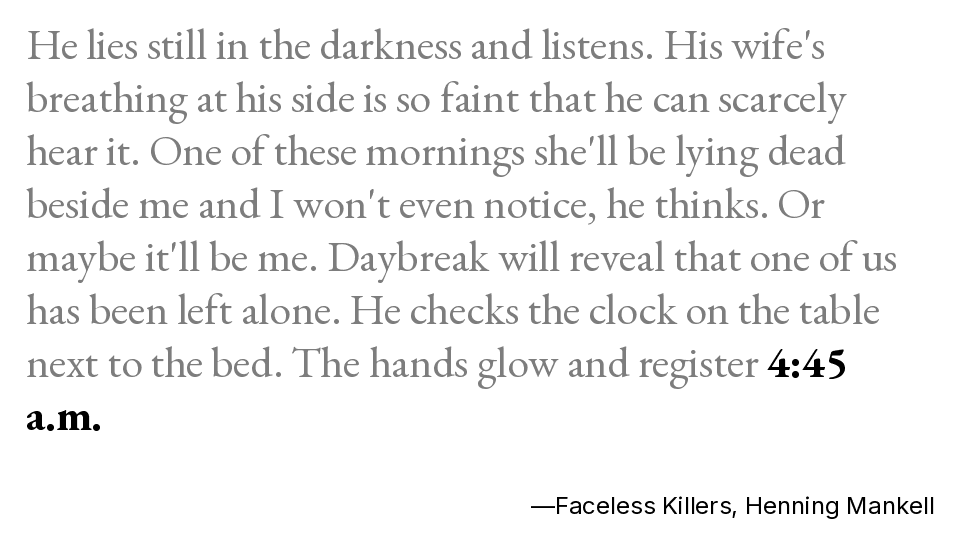 He lies still in the darkness and listens. His wife's
breathing at his side is so faint that he can scarcely
hear it. One of these mornings she'll be lying dead
beside me and I won't even notice, he thinks. Or
maybe it'll be me. Daybreak will reveal that one of us
has been left alone. He checks the clock on the table
next to the bed. The hands glow and register 4:45
a.m.
—Faceless Killers, Henning Mankell